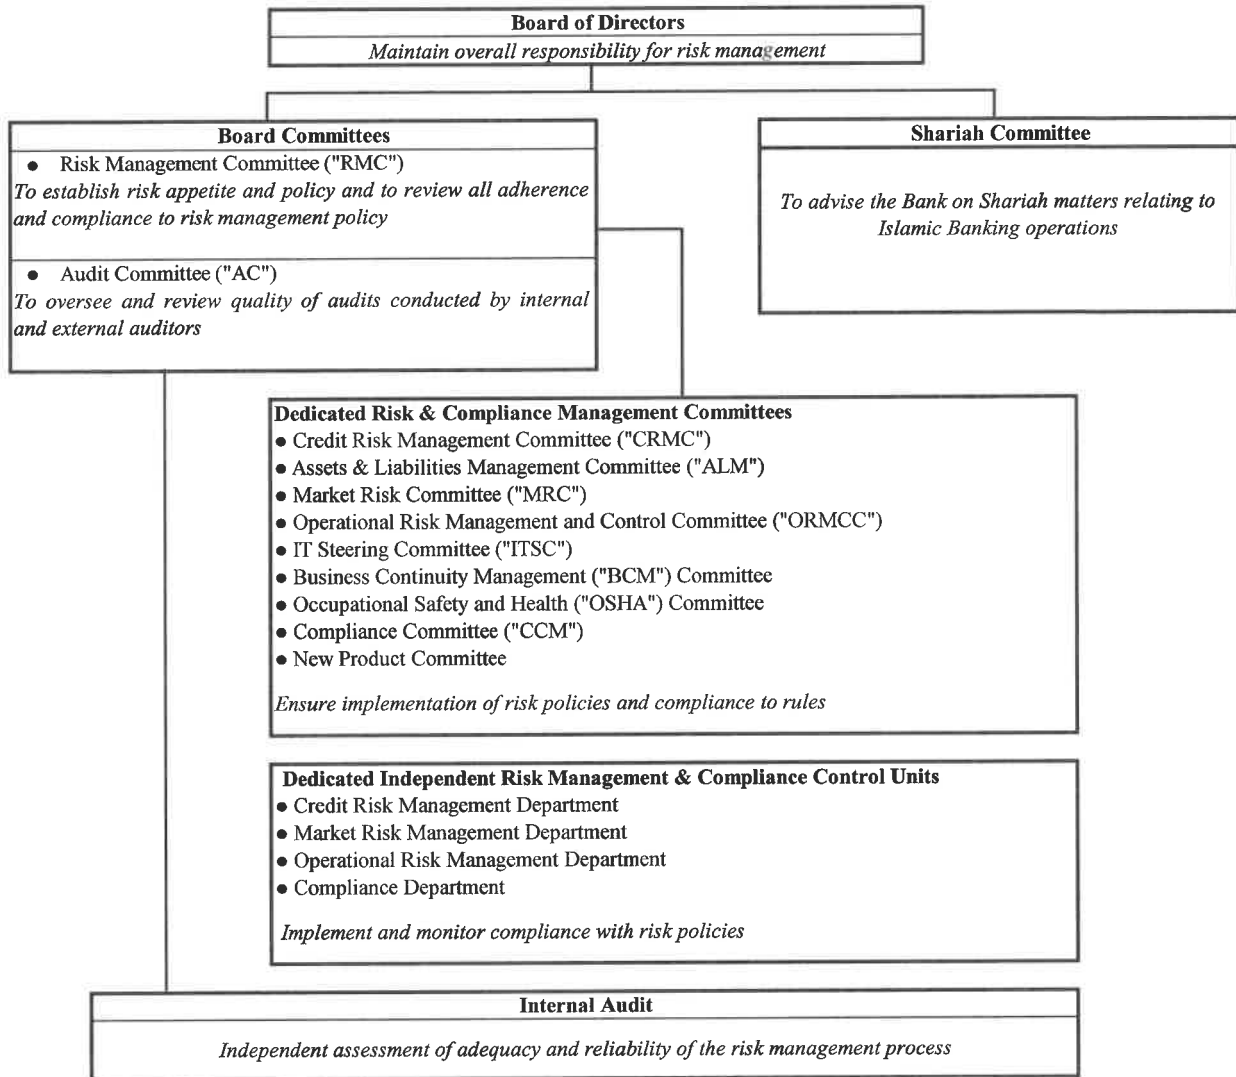 Board of Directors
Maintain overall responsibility for risk management
Board Committees
● Risk Management Committee ("RMC")
To establish risk appetite and policy and to review all adherence
and compliance to risk management policy
● Audit Committee ("AC")
To oversee and review quality of audits conducted by internal
and external auditors
Shariah Committee
To advise the Bank on Shariah matters relating to
Islamic Banking operations
Dedicated Risk & Compliance Management Committees
● Credit Risk Management Committee ("CRMC")
● Assets & Liabilities Management Committee ("ALM")
● Market Risk Committee ("MRC")
● Operational Risk Management and Control Committee ("ORMCC")
● IT Steering Committee ("ITSC")
● Business Continuity Management ("BCM") Committee
● Occupational Safety and Health ("OSHA") Committee
● Compliance Committee ("CCM")
● New Product Committee
Ensure implementation of risk policies and compliance to rules
Dedicated Independent Risk Management & Compliance Control Units
● Credit Risk Management Department
● Market Risk Management Department
● Operational Risk Management Department
● Compliance Department
Implement and monitor compliance with risk policies
Internal Audit
Independent assessment of adequacy and reliability of the risk management process